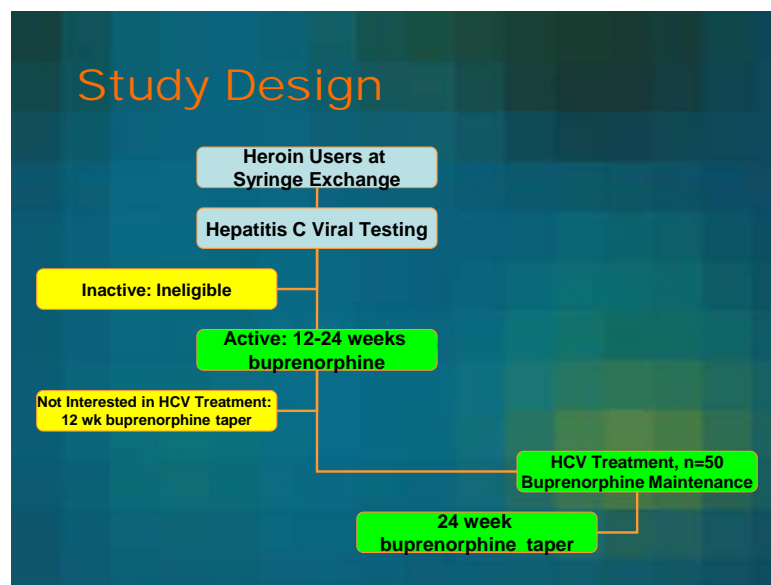 Study Design
Heroin Users at
Syringe Exchange
Hepatitis C Viral Testing
Inactive: Ineligible
Active: 12-24 weeks
buprenorphine
Not Interested in HCV Treatment:
12 wk buprenorphine taper
HCV Treatment, n=50
Buprenorphine Maintenance
24 week
buprenorphine taper